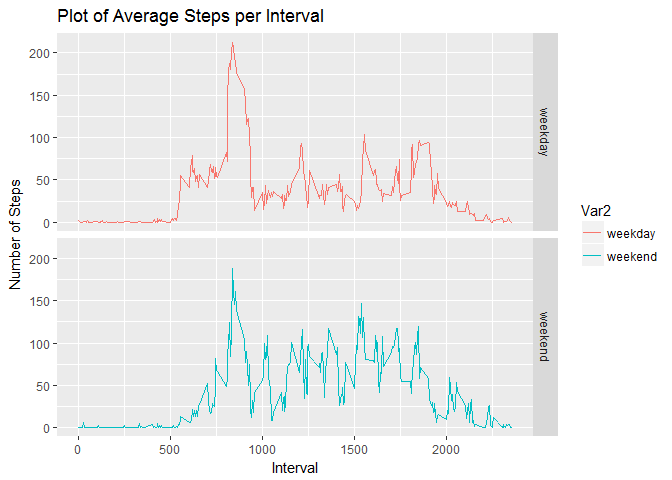 Plot of Average Steps per Interval
Number of Steps
200
150
100
50
0
weekday
200
150
100
50
0
weekend
0
500
1000
1500
2000
Interval
Var2
weekday
weekend